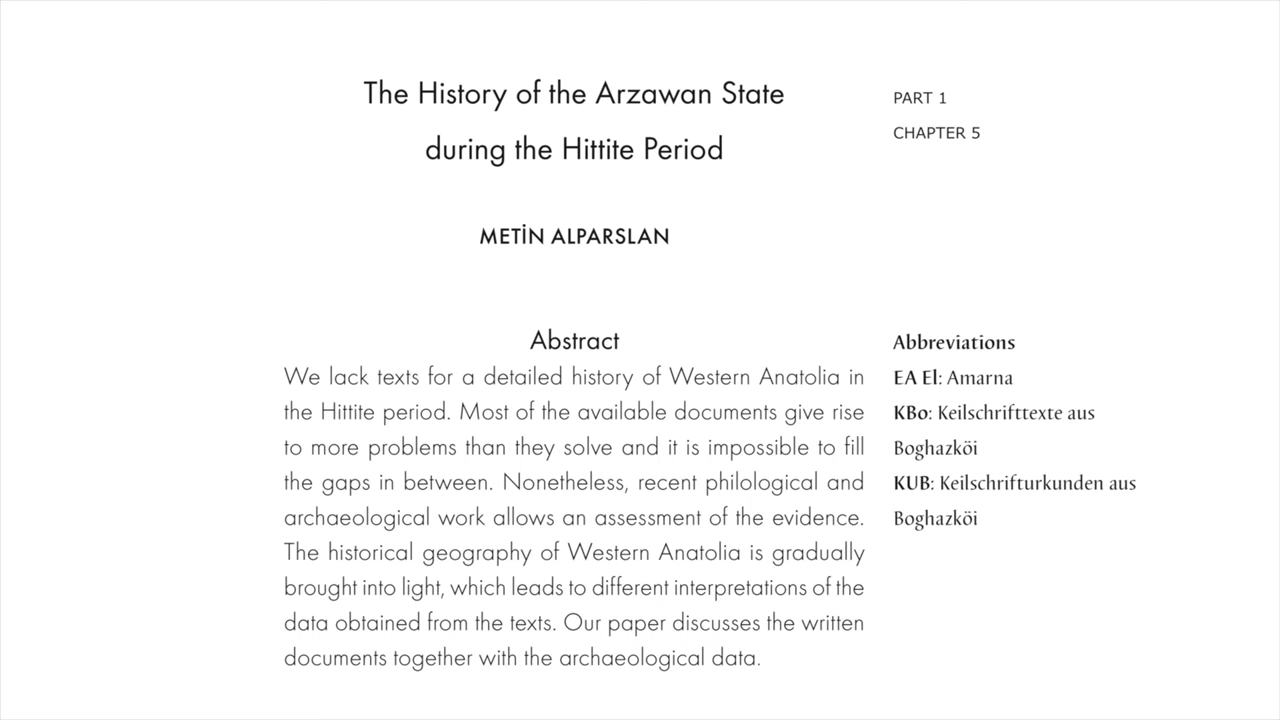 The History of the Arzawan State
during the Hittite Period
PART 1
CHAPTER 5
METİN ALPARSLAN
Abstract
We lack texts for a detailed history of Western Anatolia in
the Hittite period. Most of the available documents give rise
to more problems than they solve and it is impossible to fill
the gaps in between. Nonetheless, recent philological and
archaeological work allows an assessment of the evidence.
The historical geography of Western Anatolia is gradually
brought into light, which leads to different interpretations of the
data obtained from the texts. Our paper discusses the written
documents together with the archaeological data.
Abbreviations
EA El: Amarna
KBo: Keilschrifttexte aus
Boghazköi
KUB: Keilschrifturkunden aus
Boghazköi